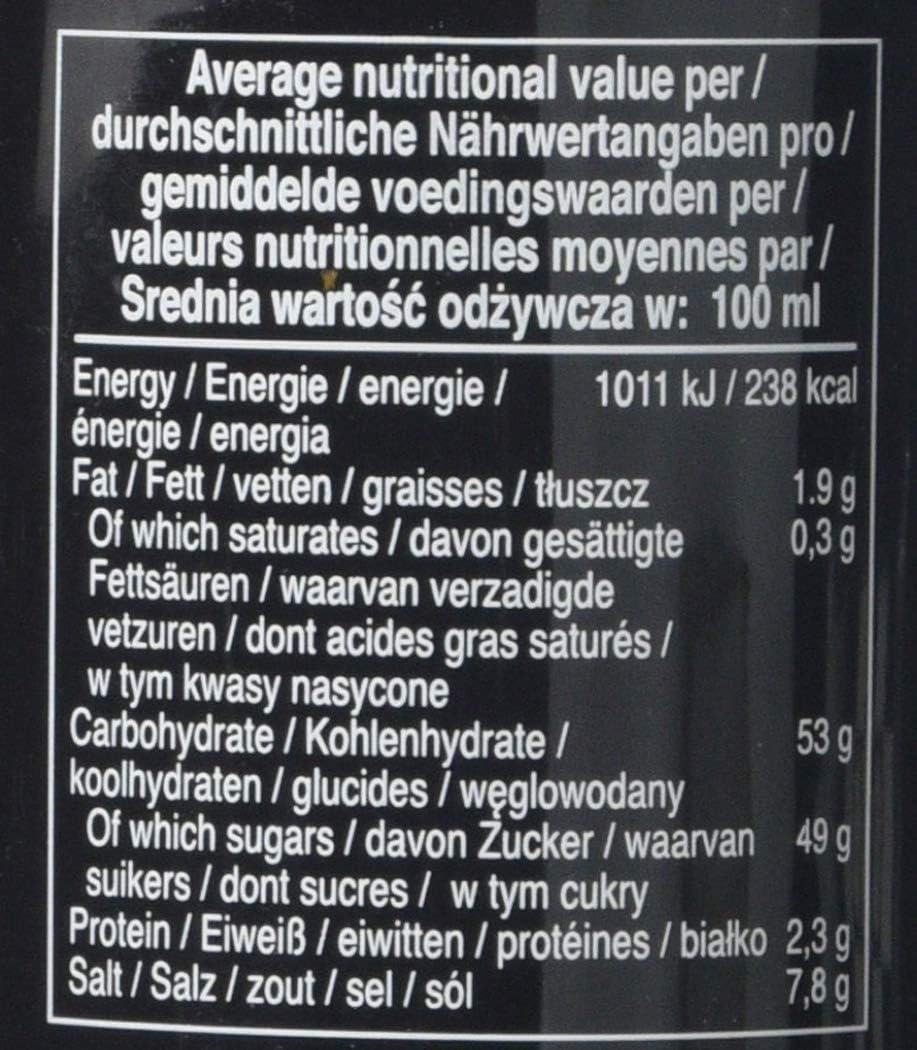 Average nutritional value per /
durchschnittliche Nährwertangaben pro /
gemiddelde voedingswaarden per /
valeurs nutritionnelles moyennes par /
Srednia wartość odżywcza w: 100 ml
Energy / Energie / energie / 1011 kJ / 238 kcal
énergie / energia
Fat / Fett / vetten / graisses / tłuszcz 1.9 g
Of which saturates / davon gesättigte 0,3 g
Fettsäuren / waarvan verzadigde
vetzuren / dont acides gras saturés /
w tym kwasy nasycone
Carbohydrate / Kohlenhydrate / 53 g
koolhydraten / glucides / węglowodany
Of which sugars / davon Zucker / waarvan 49 g
suikers / dont sucres / w tym cukry
Protein / Eiweiß / eiwitten / protéines / białko 2,3 g
Salt / Salz / zout / sel / sól 7,8 g